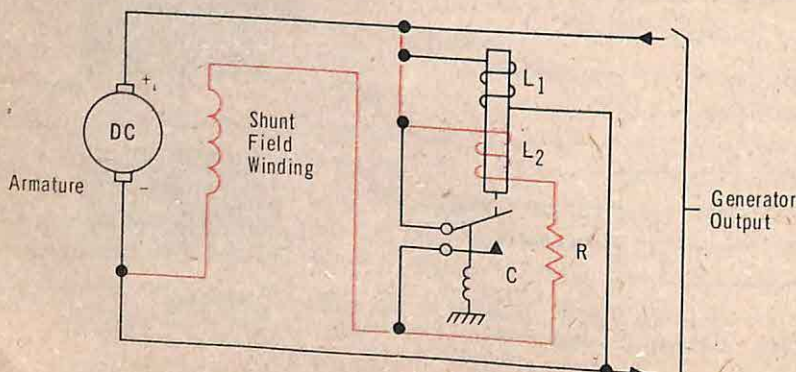 +
DC
-
Armature
Shunt
Field
Winding
L1
L2
C
R
Generator
Output